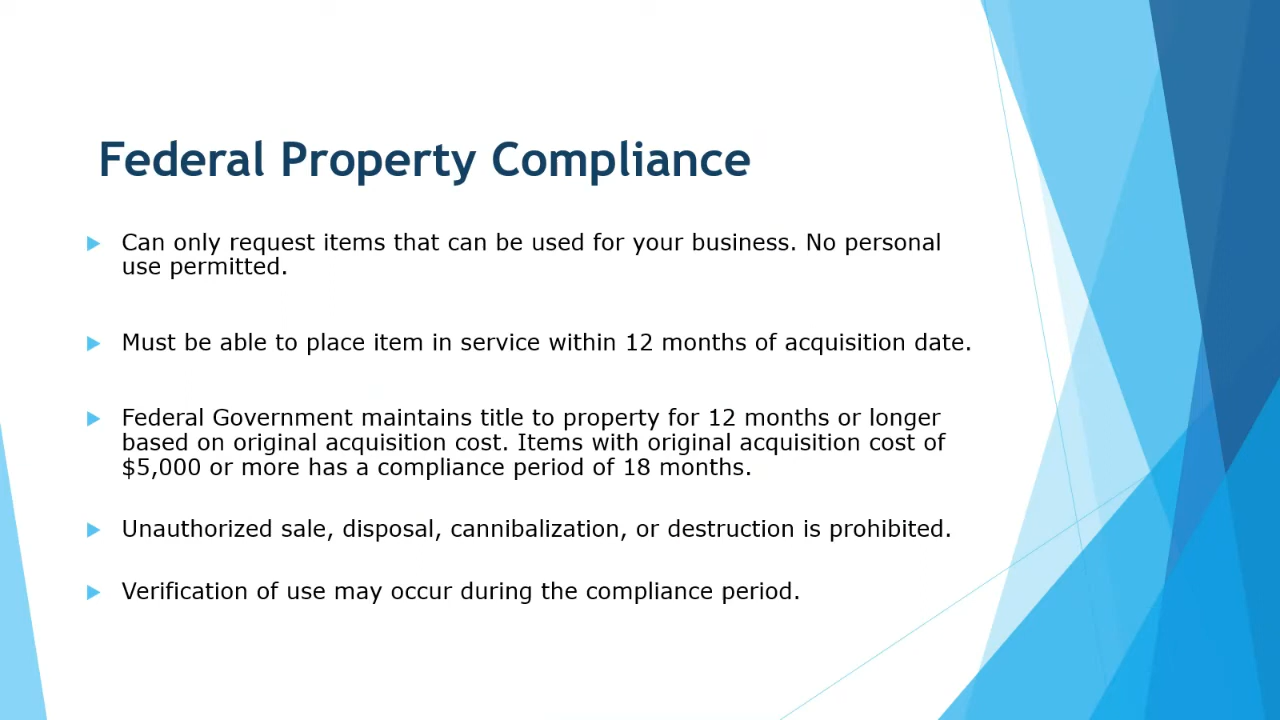 Federal Property Compliance
Can only request items that can be used for your business. No personal
use permitted.
Must be able to place item in service within 12 months of acquisition date.
Federal Government maintains title to property for 12 months or longer
based on original acquisition cost. Items with original acquisition cost of
$5,000 or more has a compliance period of 18 months.
Unauthorized sale, disposal, cannibalization, or destruction is prohibited.
Verification of use may occur during the compliance period.